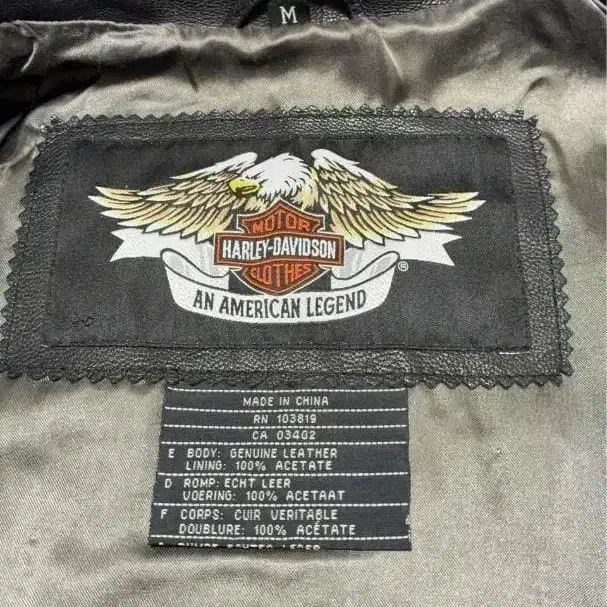 M
MOTOR
HARLEY-DAVIDSON
CLOTHES
®
AN AMERICAN LEGEND
MADE IN CHINA
RN 103819
CA 03402
E BODY: GENUINE LEATHER
LINING: 100% ACETATE
D ROMP: ECHT LEER
VOERING: 100% ACETAAT
F CORPS: CUIR VERITABLE
DOUBLURE: 100% ACÉTATE